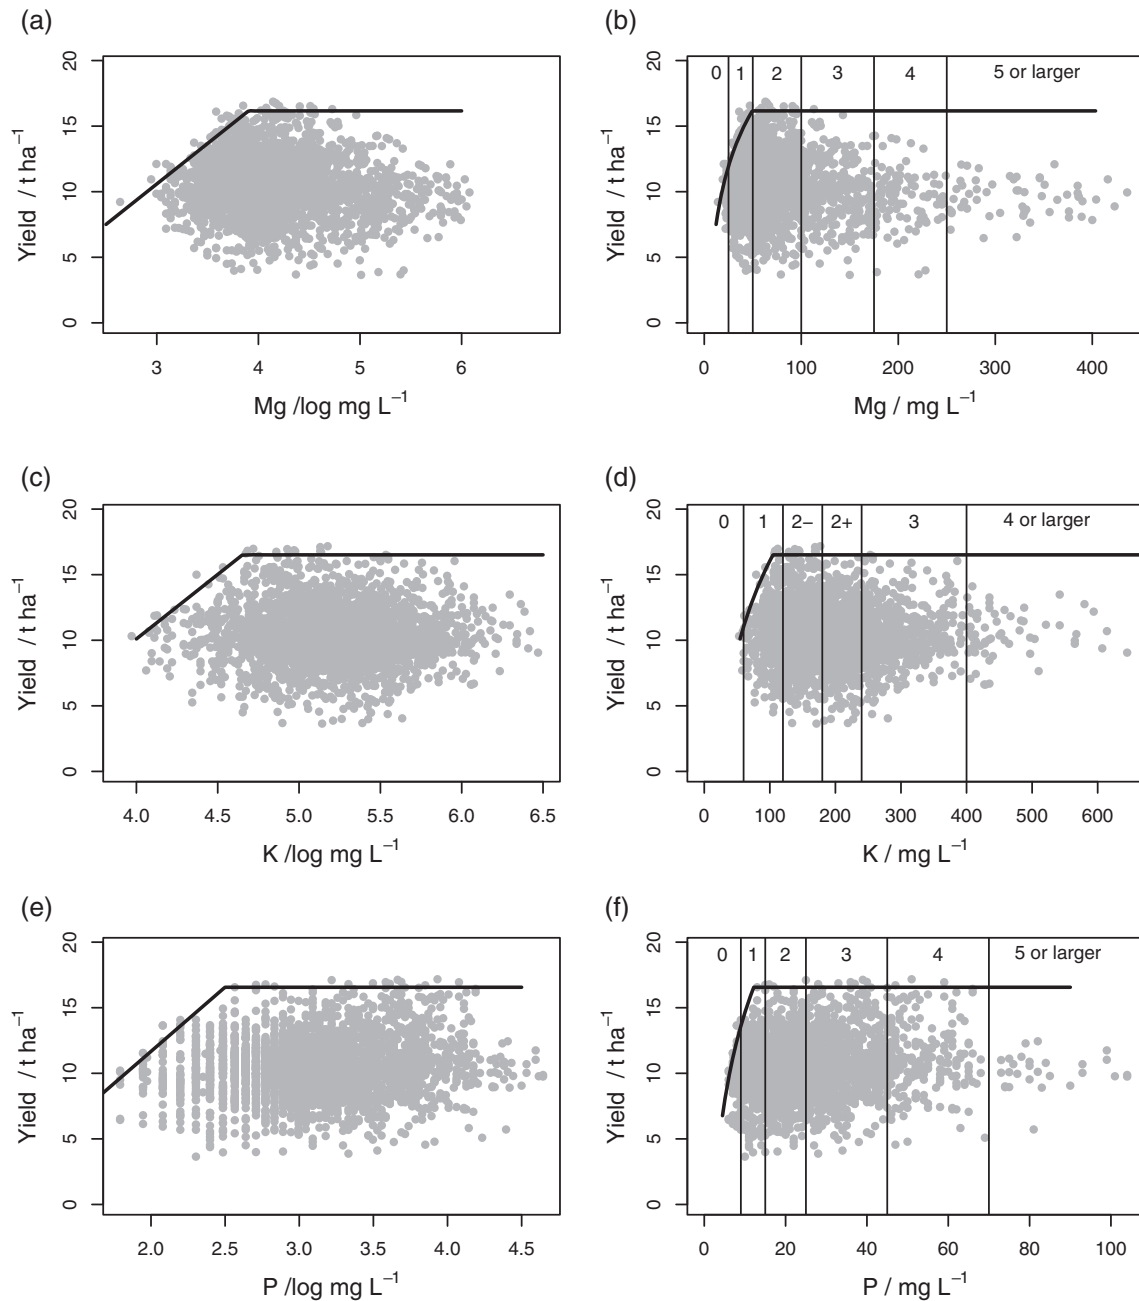 (a)
20
15
10
5
0
Yield / t ha⁻¹
3 4 5 6
Mg /log mg L⁻¹
(b)
0 1 2 3 4 5 or larger
20
15
10
5
0
Yield / t ha⁻¹
0 100 200 300 400
Mg / mg L⁻¹
(c)
20
15
10
5
0
Yield / t ha⁻¹
4.0 4.5 5.0 5.5 6.0 6.5
K /log mg L⁻¹
(d)
0 1 2− 2+ 3 4 or larger
20
15
10
5
0
Yield / t ha⁻¹
0 100 200 300 400 500 600
K / mg L⁻¹
(e)
20
15
10
5
0
Yield / t ha⁻¹
2.0 2.5 3.0 3.5 4.0 4.5
P /log mg L⁻¹
(f)
0 1 2 3 4 5 or larger
20
15
10
5
0
Yield / t ha⁻¹
0 20 40 60 80 100
P / mg L⁻¹